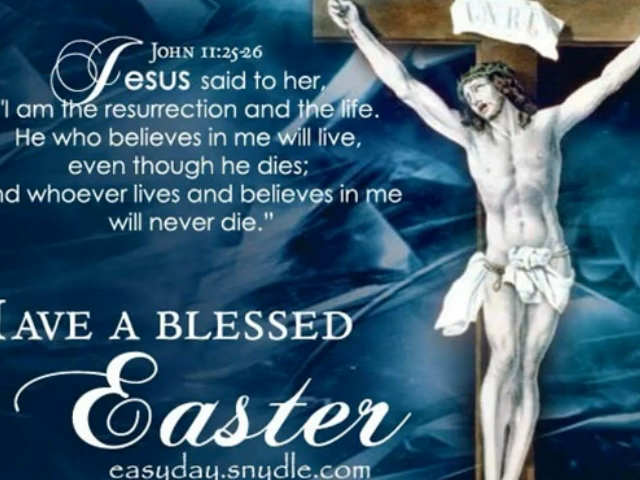 John 11:25-26
Jesus said to her,
"I am the resurrection and the life.
He who believes in me will live,
even though he dies;
nd whoever lives and believes in me
will never die."
Have a blessed
Easter
easyday.snydle.com